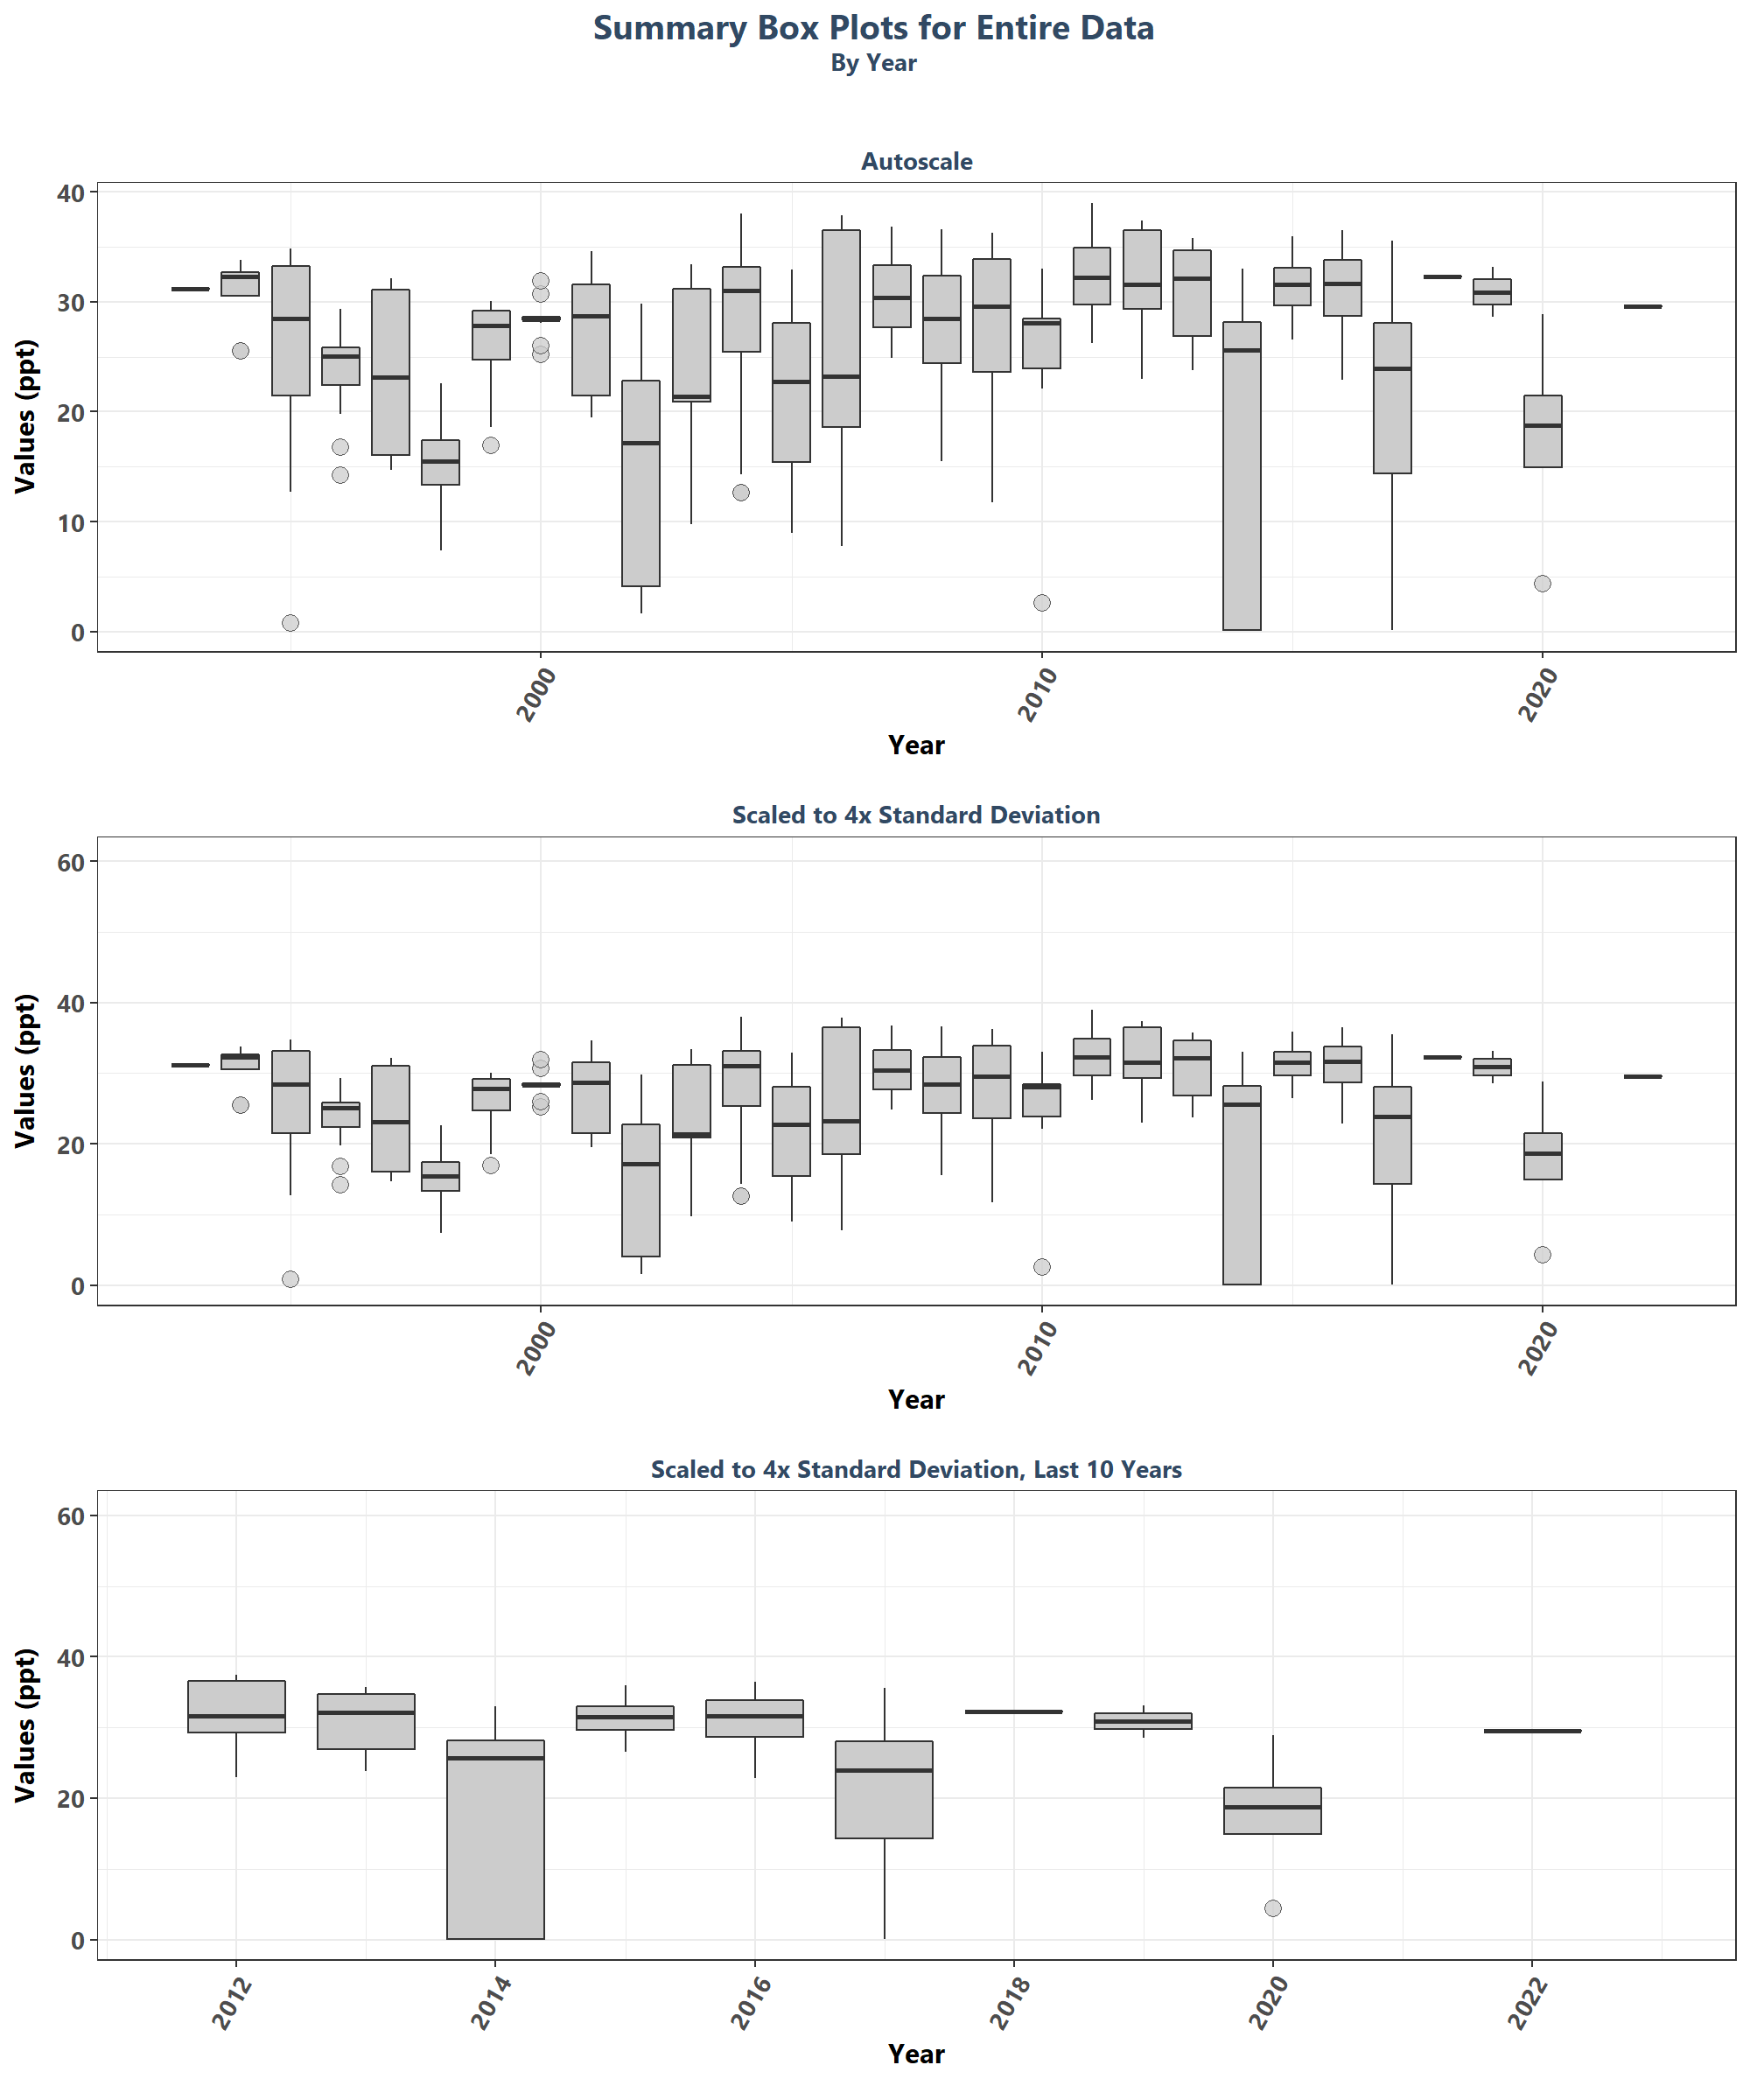 Summary Box Plots for Entire Data
By Year
Autoscale
Values (ppt)
40
30
20
10
0
2000
2010
2020
Year
Scaled to 4x Standard Deviation
Values (ppt)
60
40
20
0
2000
2010
2020
Year
Scaled to 4x Standard Deviation, Last 10 Years
Values (ppt)
60
40
20
0
2012
2014
2016
2018
2020
2022
Year